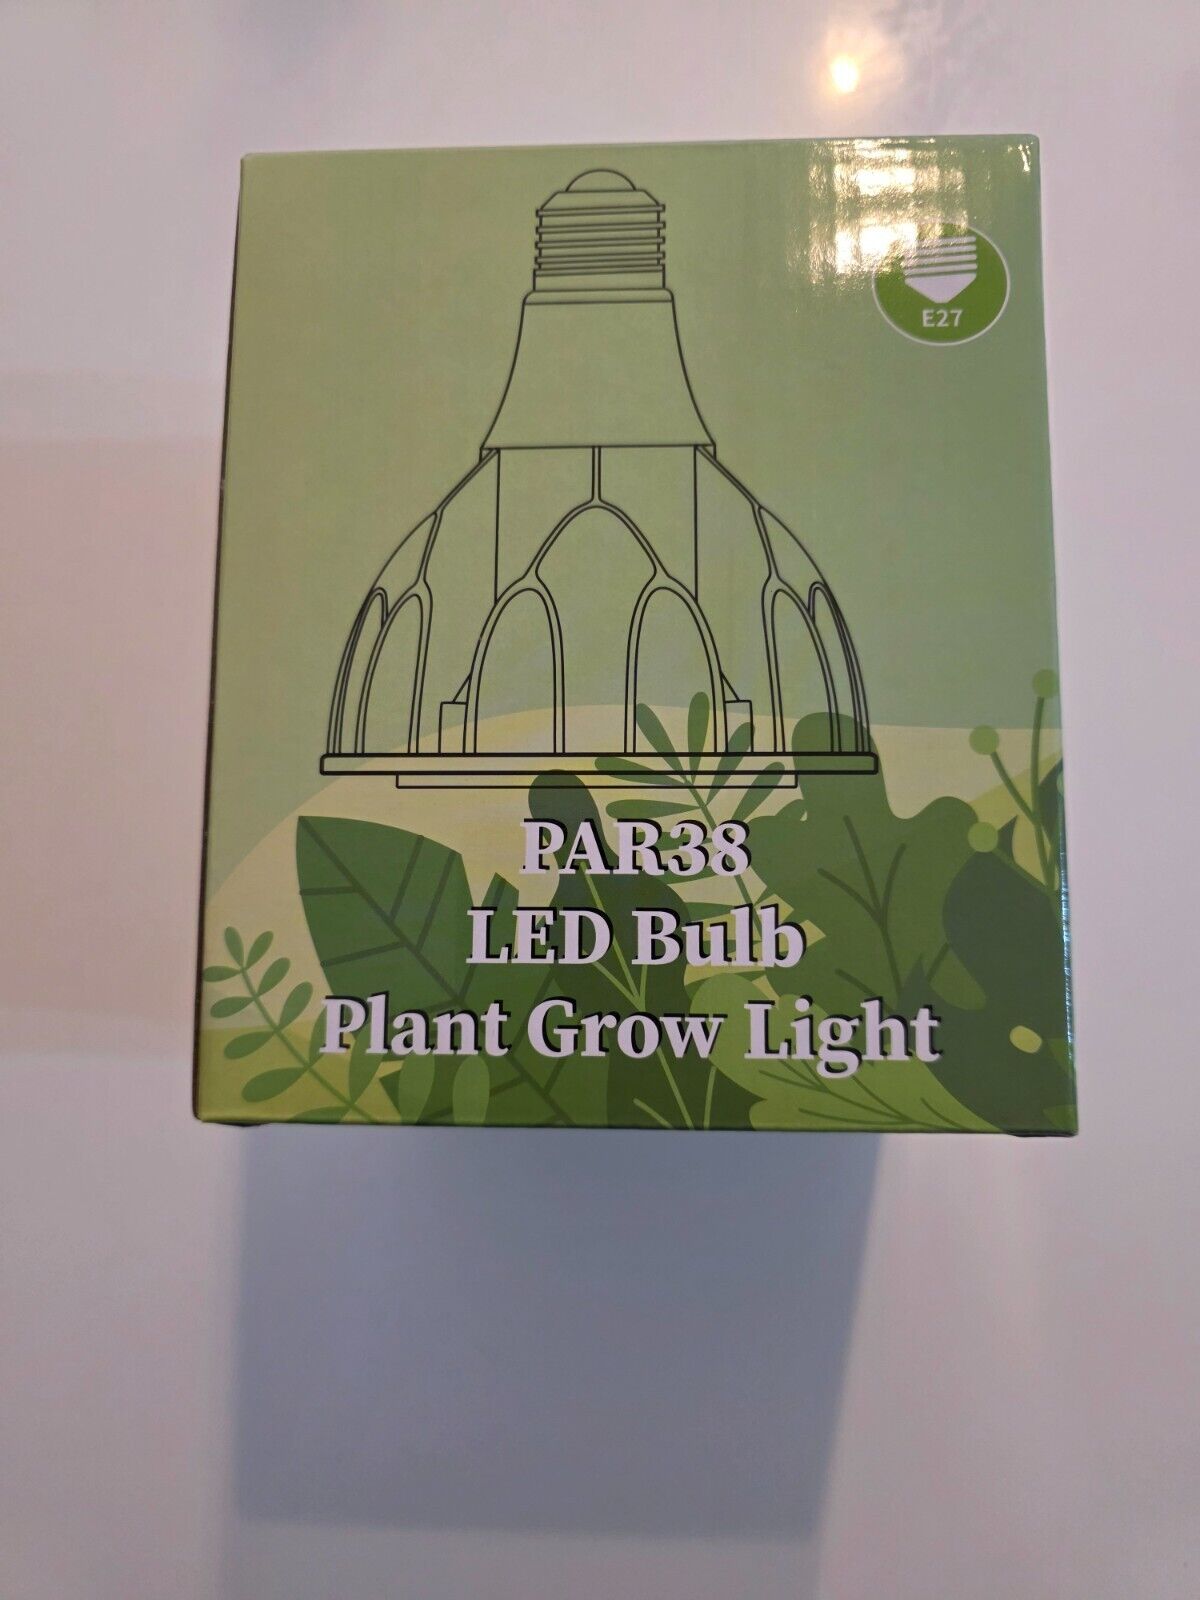 E27
PAR38
LED Bulb
Plant Grow Light